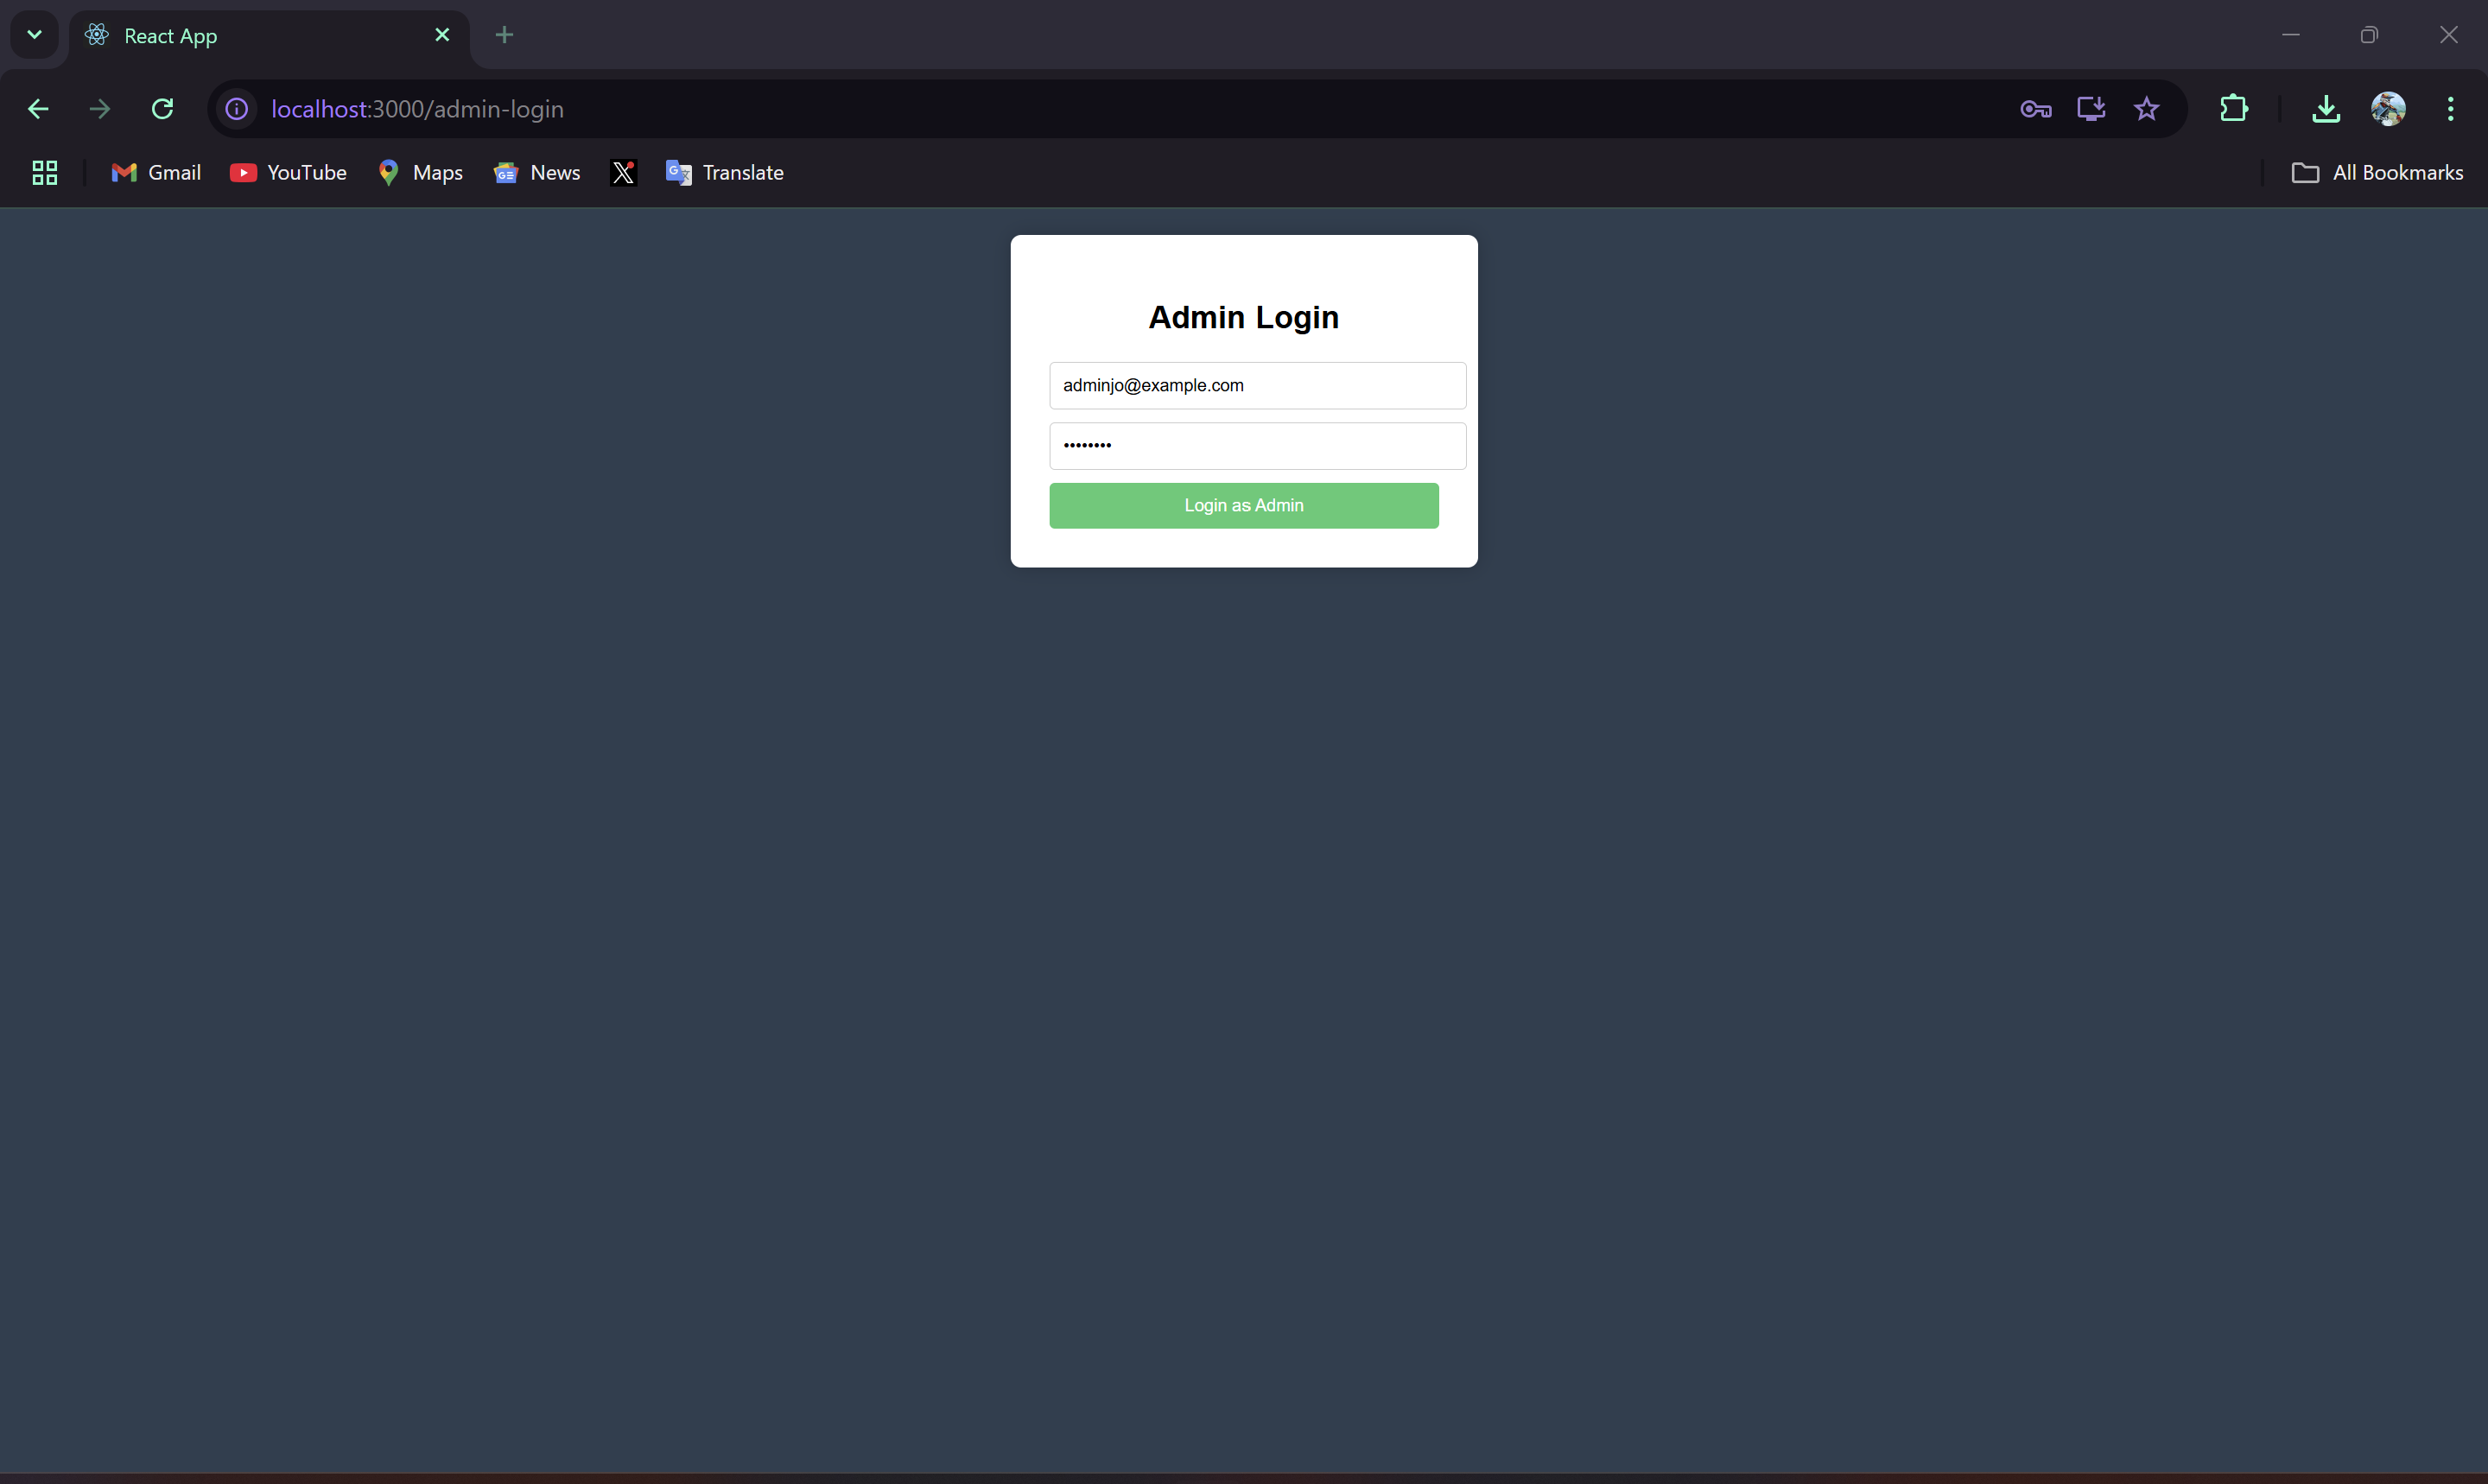 React App
localhost:3000/admin-login
Gmail YouTube Maps News Translate All Bookmarks
Admin Login
adminjo@example.com
••••••••
Login as Admin